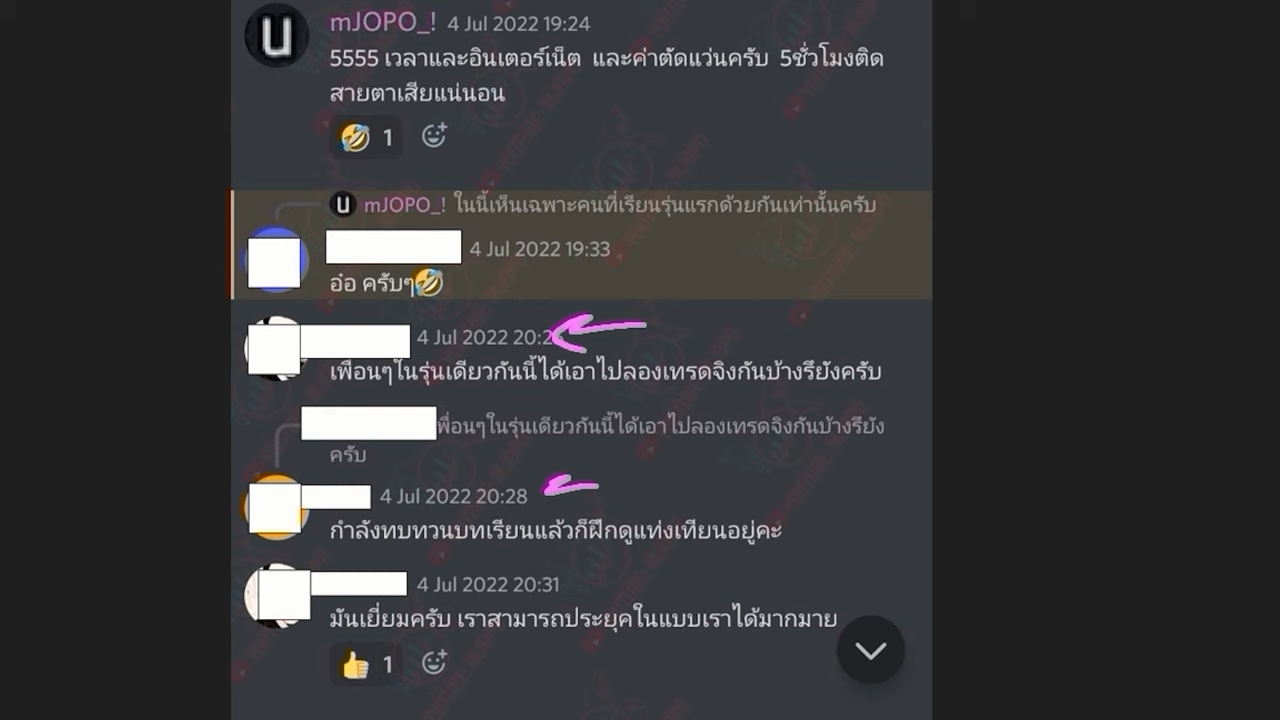 mJOPO_! 4 Jul 2022 19:24
5555 เวลาและอินเตอร์เน็ต และค่าตัดแว่นครับ 5ชั่วโมงติด
สายตาเสียแน่นอน
🤣 1
mJOPO_! ในนี้เห็นเฉพาะคนที่เรียนรุ่นแรกด้วยกันเท่านั้นครับ
4 Jul 2022 19:33
อ๋อ ครับๆ🤣
4 Jul 2022 20:2
เพื่อนๆในรุ่นเดียวกันนี้ได้เอาไปลองเทรดจิงกันบ้างรึยังครับ
พื่อนๆในรุ่นเดียวกันนี้ได้เอาไปลองเทรดจิงกันบ้างรึยัง
ครับ
4 Jul 2022 20:28
กำลังทบทวนบทเรียนแล้วก็ฝึกดูแท่งเทียนอยู่คะ
4 Jul 2022 20:31
มันเยี่ยมครับ เราสามารถประยุคในแบบเราได้มากมาย
👍 1